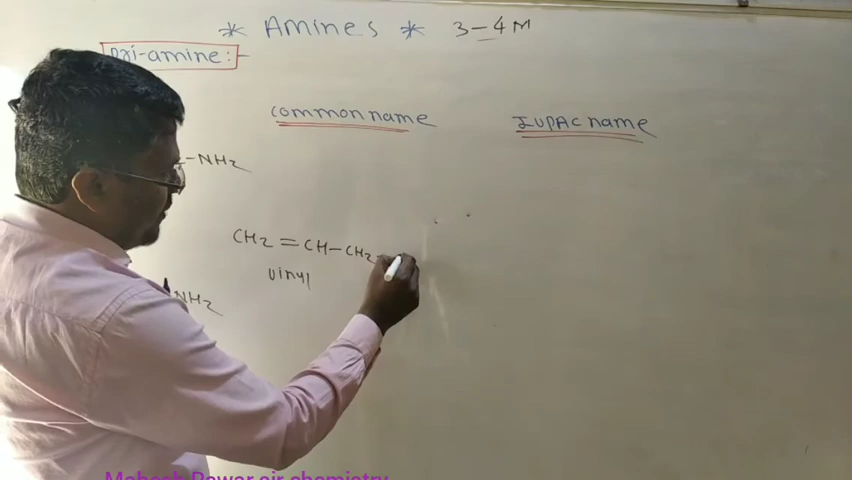 * Amines * 3-4M
pri-amine:-
common name IUPAC name
-NH2
CH2=CH-CH2-
vinyl
NH2